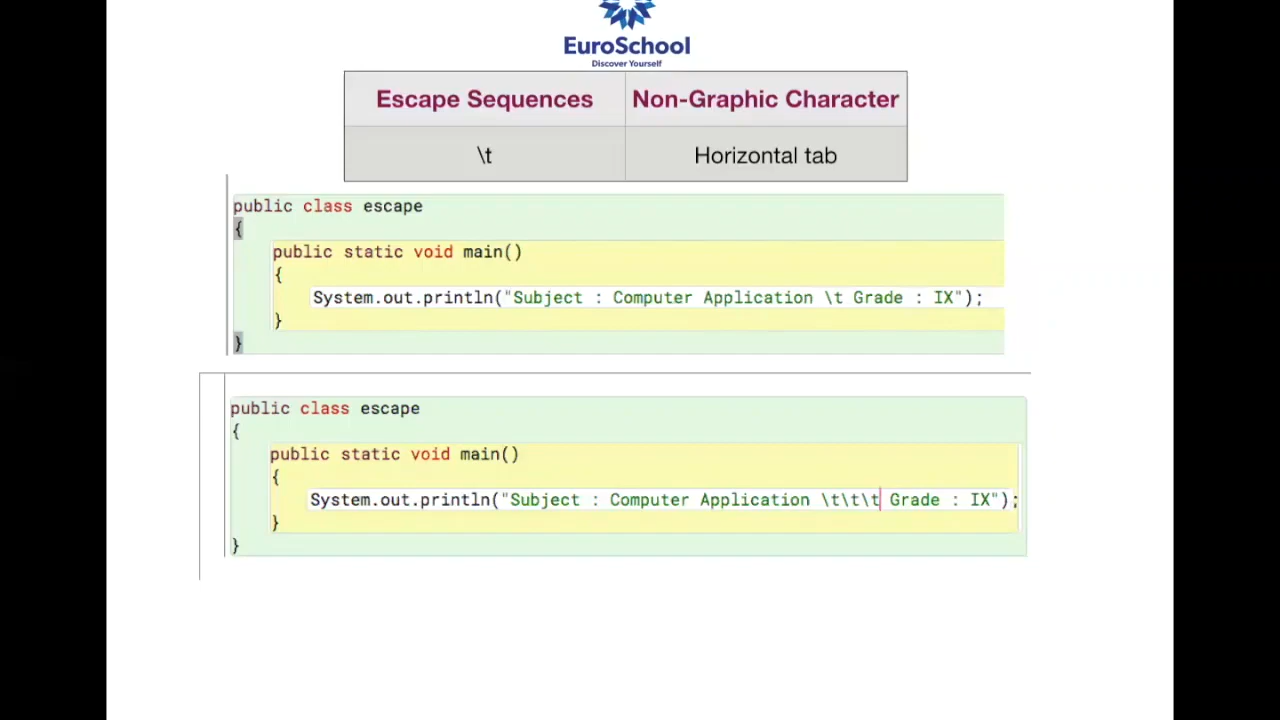 EuroSchool
Discover Yourself
Escape Sequences Non-Graphic Character
\t Horizontal tab
public class escape
{
public static void main()
{
System.out.println("Subject : Computer Application \t Grade : IX");
}
}
public class escape
{
public static void main()
{
System.out.println("Subject : Computer Application \t\t\t Grade : IX");
}
}